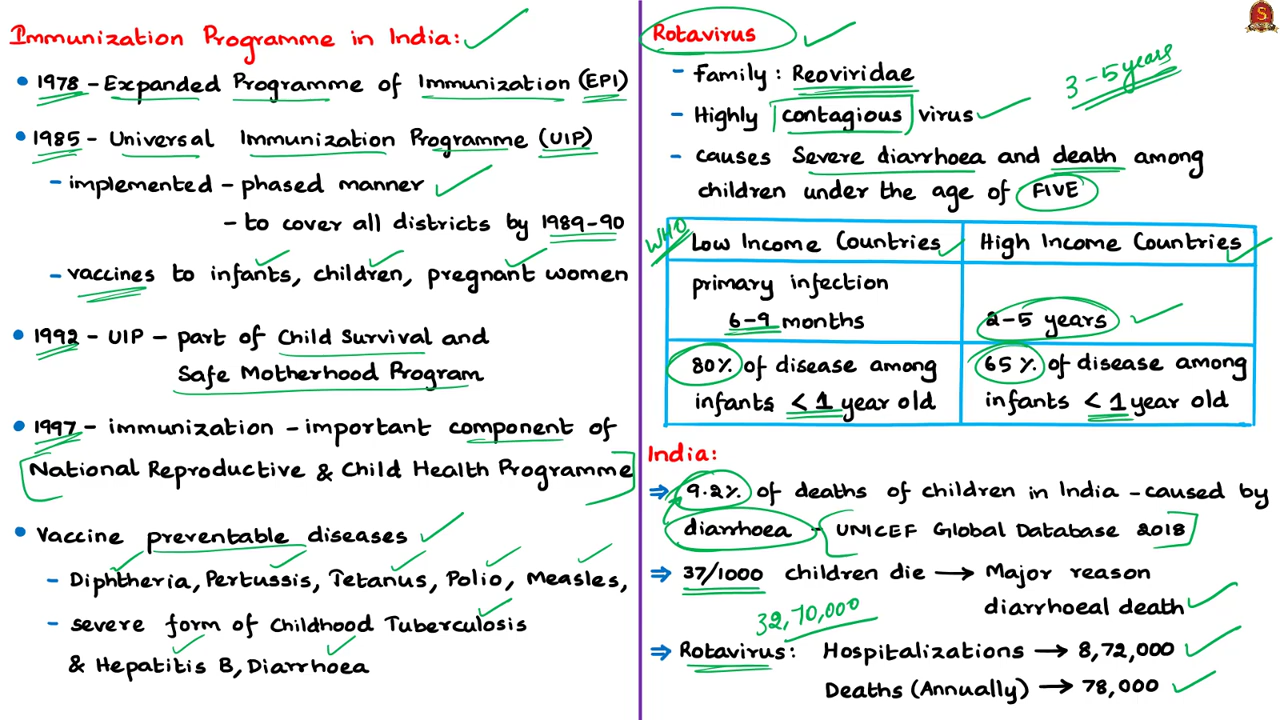 Immunization Programme in India:
• 1978 - Expanded Programme of Immunization (EPI)
• 1985 - Universal Immunization Programme (UIP)
- implemented - phased manner
- to cover all districts by 1989-90
- vaccines to infants, children, pregnant women
• 1992 - UIP - part of Child Survival and
Safe Motherhood Program
• 1997 - immunization - important component of
National Reproductive & Child Health Programme
• Vaccine preventable diseases
- Diphtheria, Pertussis, Tetanus, Polio, Measles,
- severe form of Childhood Tuberculosis
& Hepatitis B, Diarrhoea
Rotavirus
- Family: Reoviridae
3-5years
- Highly contagious virus
- causes Severe diarrhoea and death among
children under the age of FIVE
WHO
Low Income Countries
High Income Countries
primary infection
6-9 months
2-5 years
80% of disease among
infants < 1 year old
65% of disease among
infants < 1 year old
India:
⇒ 9.2% of deaths of children in India - caused by
diarrhoea - UNICEF Global Database 2018
⇒ 37/1000 children die → Major reason
diarrhoeal death
32,70,000
⇒ Rotavirus: Hospitalizations → 8,72,000
Deaths (Annually) → 78,000
S